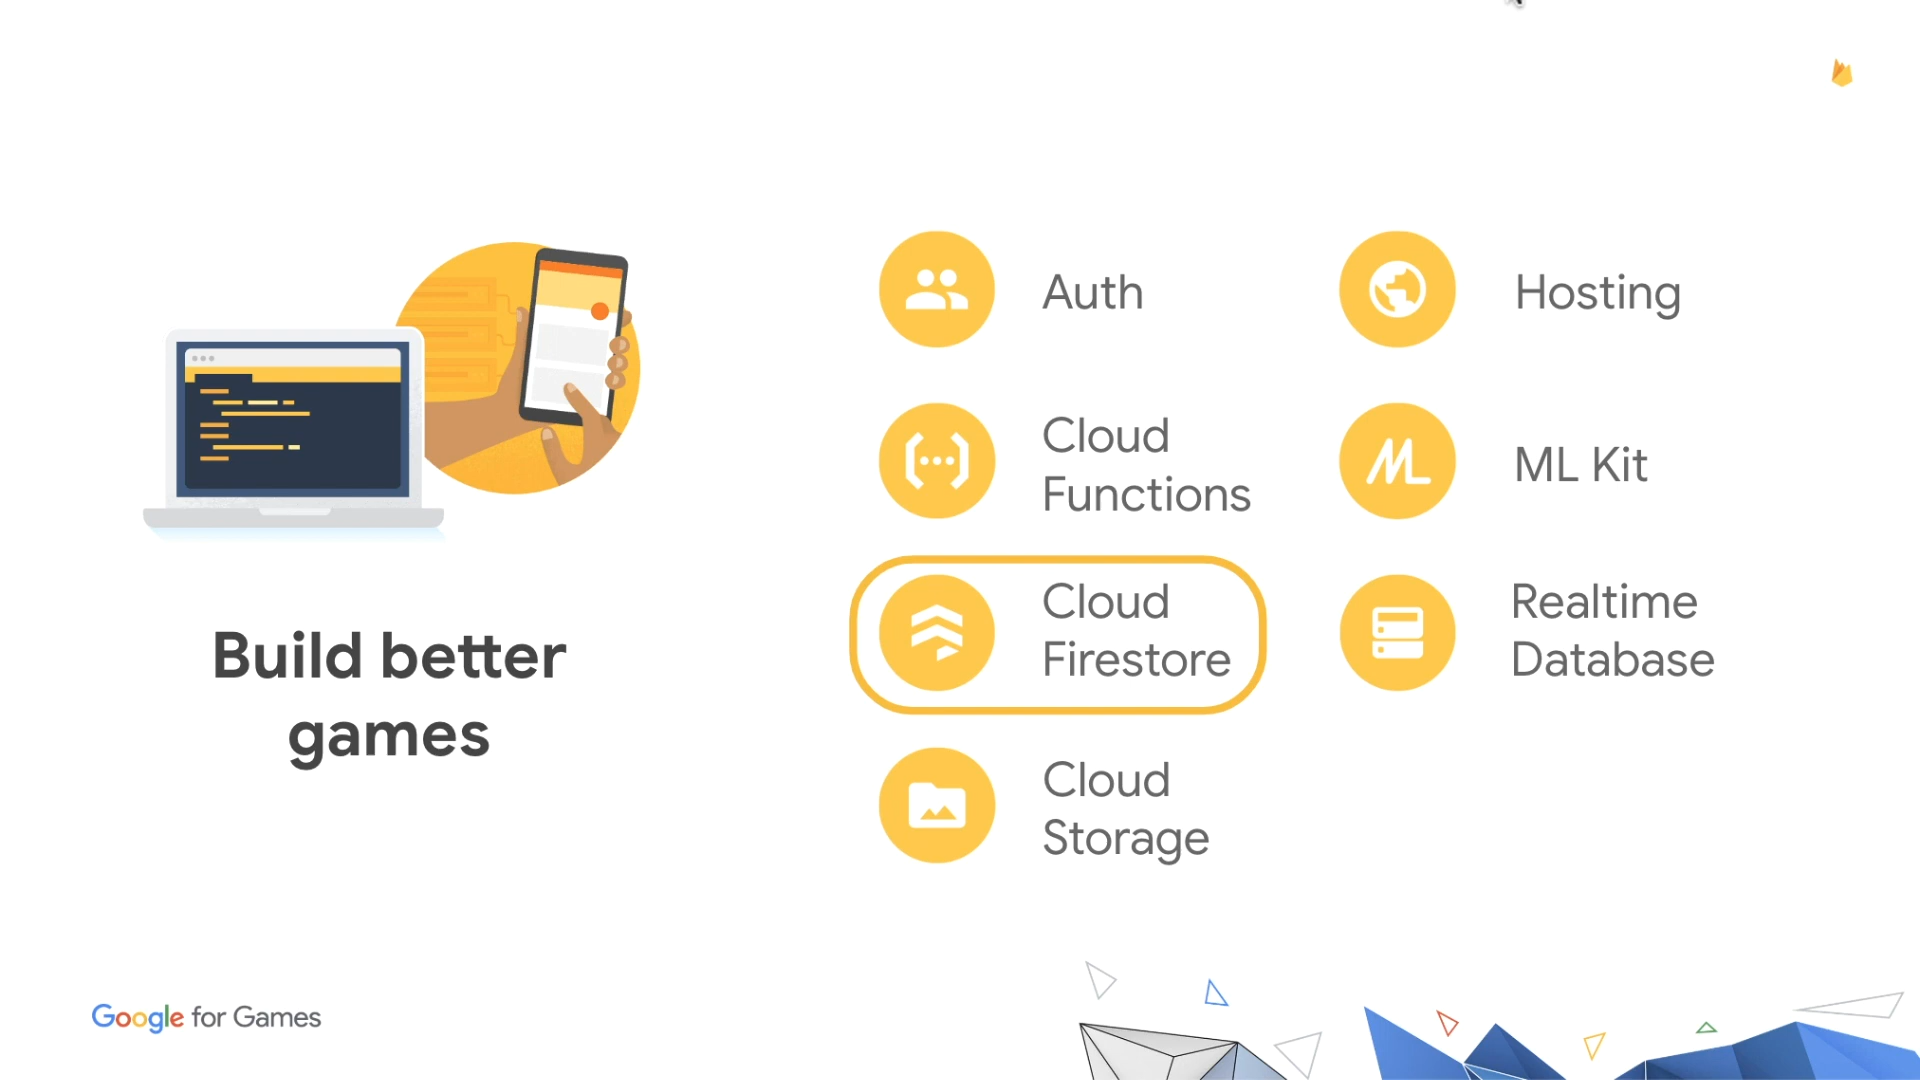 Build better
games
Auth
Cloud
Functions
Cloud
Firestore
Cloud
Storage
Hosting
ML Kit
Realtime
Database
Google for Games